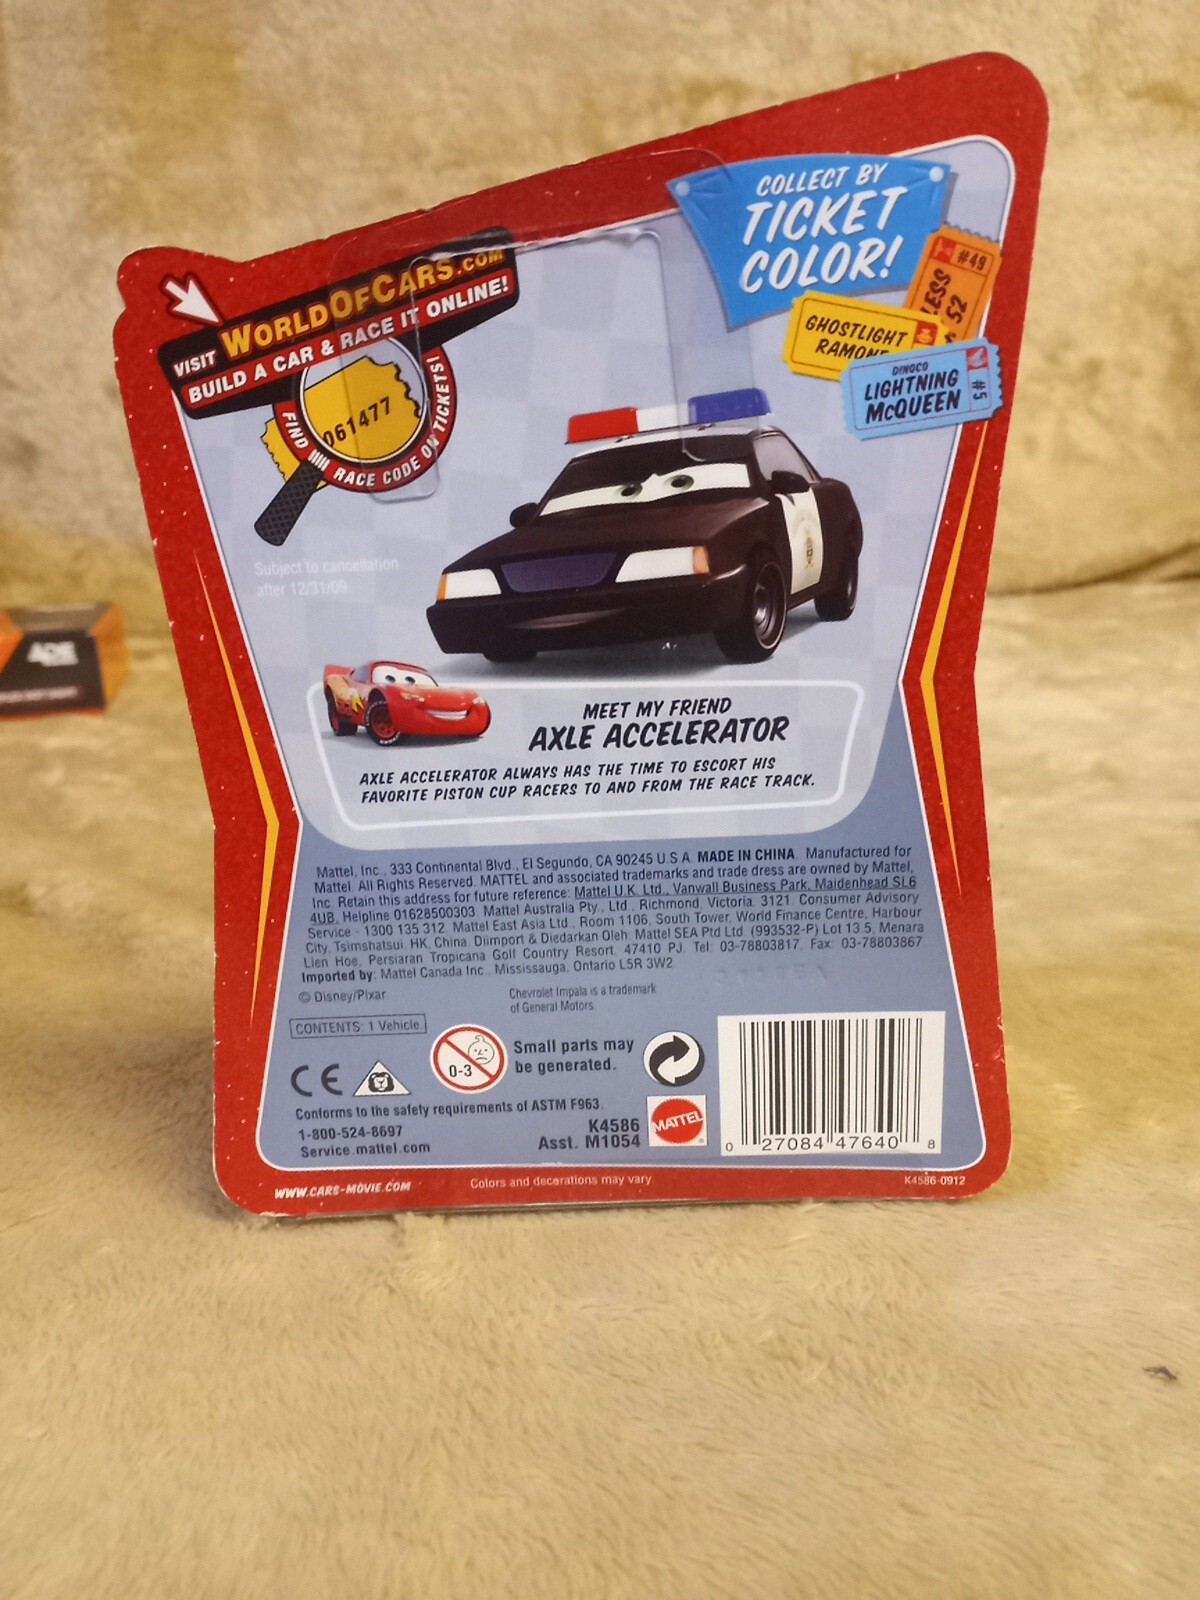 VISIT WORLDOFCARS.COM
BUILD A CAR & RACE IT ONLINE!
061477
FIND RACE CODE ON TICKETS!
Subject to cancellation
after 12/31/09
COLLECT BY
TICKET
COLOR!
#49
LESS
52
GHOSTLIGHT
RAMONE
DINOCO
LIGHTNING
MCQUEEN
#5
MEET MY FRIEND
AXLE ACCELERATOR
AXLE ACCELERATOR ALWAYS HAS THE TIME TO ESCORT HIS
FAVORITE PISTON CUP RACERS TO AND FROM THE RACE TRACK.
Mattel, Inc., 333 Continental Blvd., El Segundo, CA 90245 U.S.A. MADE IN CHINA. Manufactured for
Mattel. All Rights Reserved. MATTEL and associated trademarks and trade dress are owned by Mattel,
Inc. Retain this address for future reference: Mattel U.K. Ltd., Vanwall Business Park, Maidenhead SL6
4UB. Helpline 01628500303. Mattel Australia Pty., Ltd., Richmond, Victoria. 3121. Consumer Advisory
Service - 1300 135 312. Mattel East Asia Ltd., Room 1106, South Tower, World Finance Centre, Harbour
City, Tsimshatsui, HK, China. Diimport & Diedarkan Oleh: Mattel SEA Ptd Ltd. (993532-P) Lot 13.5, Menara
Lien Hoe, Persiaran Tropicana Golf Country Resort, 47410 PJ. Tel: 03-78803817, Fax: 03-78803867
Imported by: Mattel Canada Inc., Mississauga, Ontario L5R 3W2.
© Disney/Pixar
Chevrolet Impala is a trademark
of General Motors.
CONTENTS: 1 Vehicle.
CE
0-3
Small parts may
be generated.
Conforms to the safety requirements of ASTM F963.
1-800-524-8697
Service.mattel.com
K4586
Asst. M1054
MATTEL
0 27084 47640 8
WWW.CARS-MOVIE.COM
Colors and decorations may vary.
K4586-0912